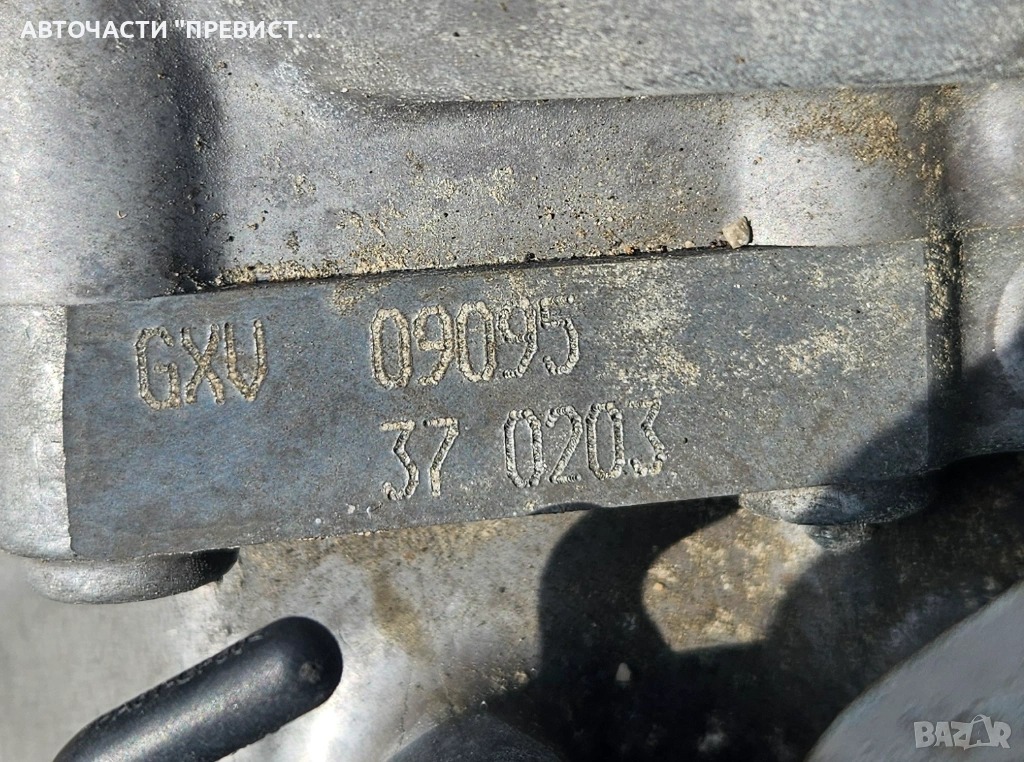 АВТОЧАСТИ "ПРЕВИСТ...
GXV 09095
37 0203
BAZAR